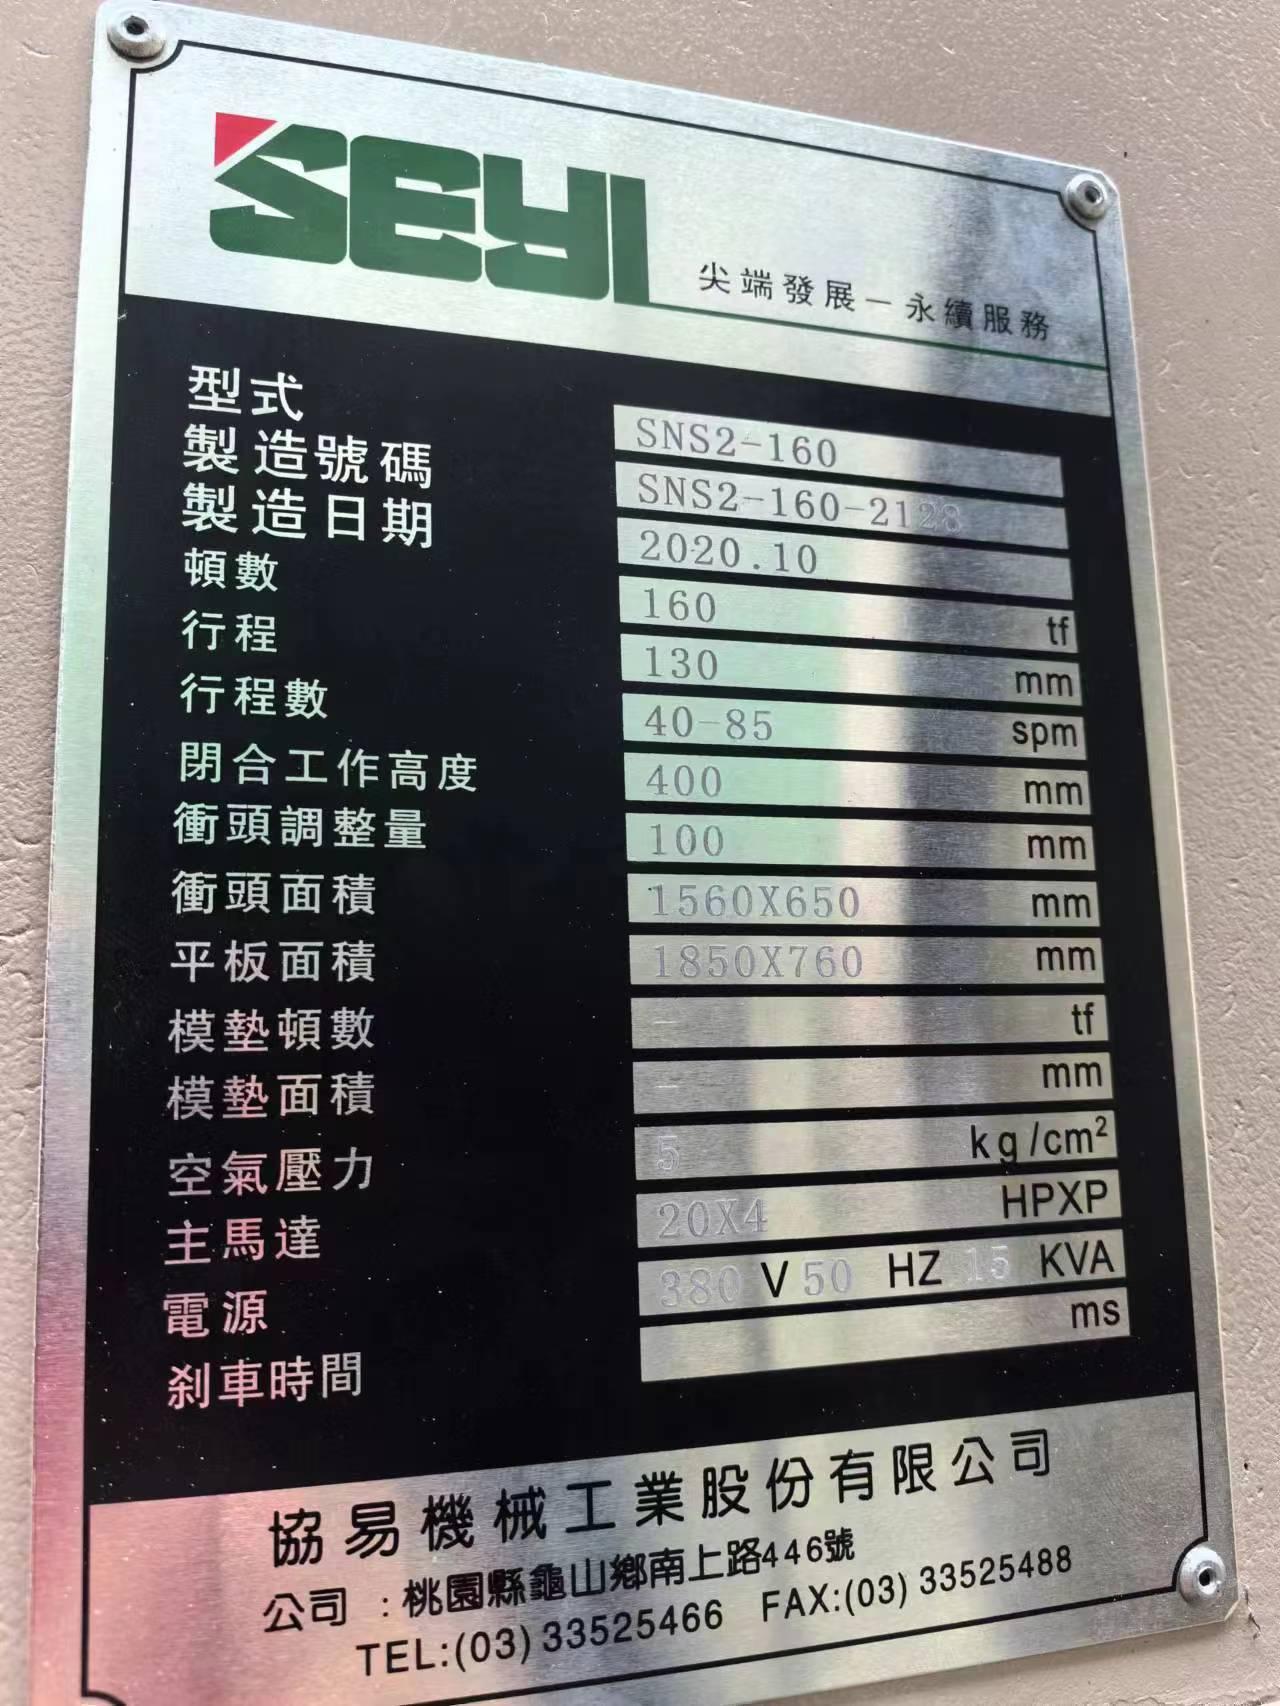 SEYI
尖端發展－永續服務
型式 SNS2-160
製造號碼 SNS2-160-2128
製造日期 2020.10
頓數 160 tf
行程 130 mm
行程數 40-85 spm
閉合工作高度 400 mm
衝頭調整量 100 mm
衝頭面積 1560X650 mm
平板面積 1850X760 mm
模墊頓數 - tf
模墊面積 - mm
空氣壓力 5 kg/cm²
主馬達 20X4 HPXP
電源 380 V 50 HZ 15 KVA
刹車時間 ms
協易機械工業股份有限公司
公司：桃園縣龜山鄉南上路446號
TEL:(03)33525466 FAX:(03)33525488